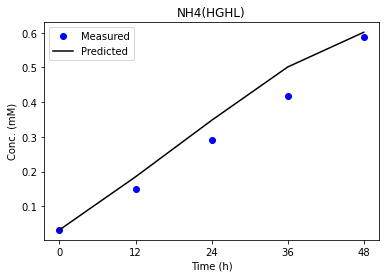 NH4(HGHL)
Measured
Predicted
Conc. (mM)
0.6
0.5
0.4
0.3
0.2
0.1
0 12 24 36 48
Time (h)